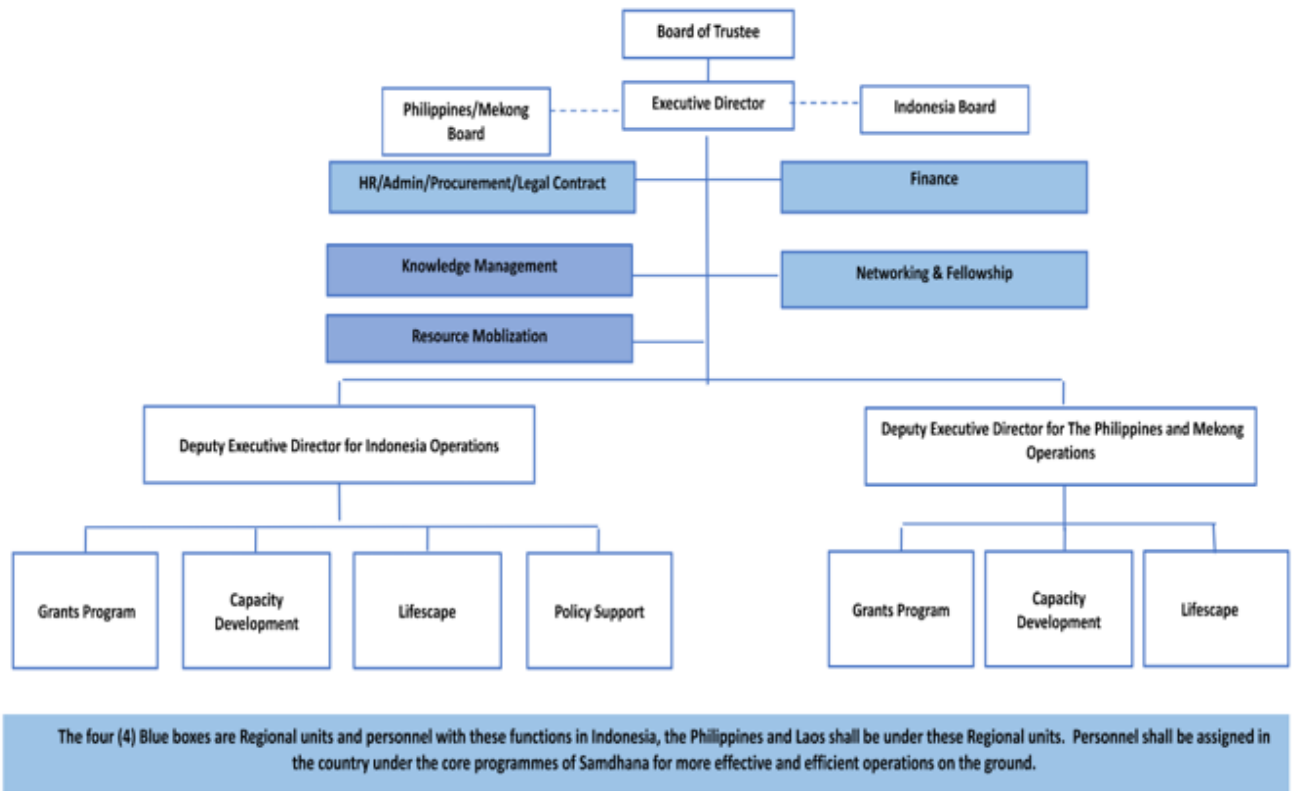 Board of Trustee
Executive Director
Philippines/Mekong
Board
Indonesia Board
HR/Admin/Procurement/Legal Contract
Finance
Knowledge Management
Networking & Fellowship
Resource Moblization
Deputy Executive Director for Indonesia Operations
Deputy Executive Director for The Philippines and Mekong
Operations
Grants Program
Capacity
Development
Lifescape
Policy Support
Grants Program
Capacity
Development
Lifescape
The four (4) Blue boxes are Regional units and personnel with these functions in Indonesia, the Philippines and Laos shall be under these Regional units.  Personnel shall be assigned in
the country under the core programmes of Samdhana for more effective and efficient operations on the ground.